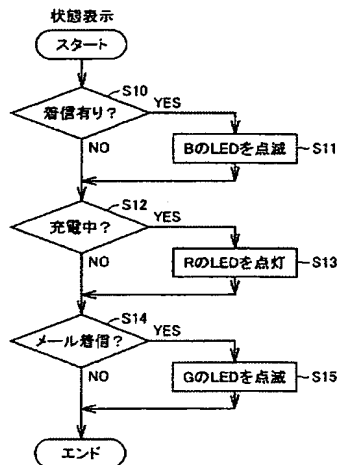 状態表示
スタート
S10
着信有り？
YES
NO
BのLEDを点滅
S11
S12
充電中？
YES
NO
RのLEDを点灯
S13
S14
メール着信？
YES
NO
GのLEDを点滅
S15
エンド